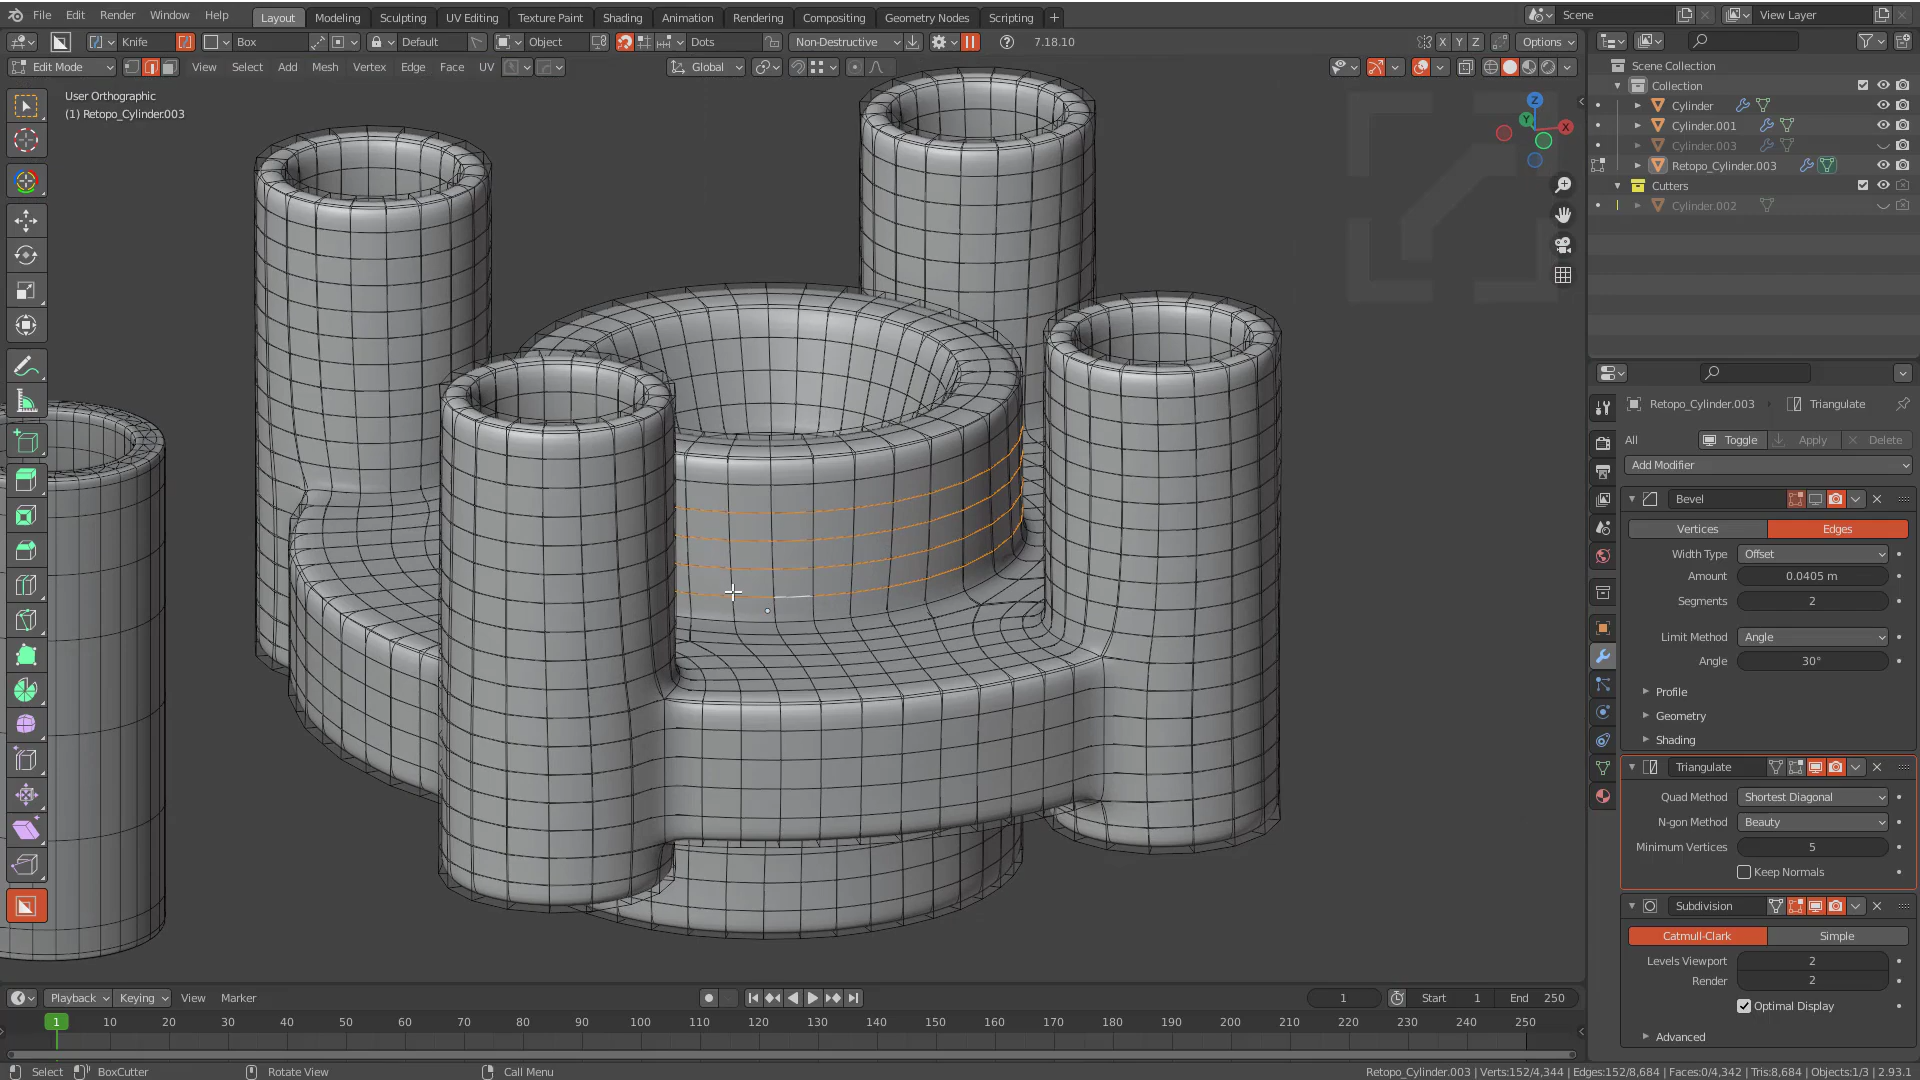 File Edit Render Window Help Layout Modeling Sculpting UV Editing Texture Paint Shading Animation Rendering Compositing Geometry Nodes Scripting + Scene View Layer
Knife Box Default Object Dots Non-Destructive 7.18.10 X Y Z Options
Edit Mode View Select Add Mesh Vertex Edge Face UV Global
User Orthographic
(1) Retopo_Cylinder.003
Z
Y
X
Scene Collection
Collection
Cylinder
Cylinder.001
Cylinder.003
Retopo_Cylinder.003
Cutters
Cylinder.002
Retopo_Cylinder.003 Triangulate
All Toggle Apply Delete
Add Modifier
Bevel
Vertices Edges
Width Type Offset
Amount 0.0405 m
Segments 2
Limit Method Angle
Angle 30°
Profile
Geometry
Shading
Triangulate
Quad Method Shortest Diagonal
N-gon Method Beauty
Minimum Vertices 5
Keep Normals
Subdivision
Catmull-Clark Simple
Levels Viewport 2
Render 2
Optimal Display
Advanced
Playback Keying View Marker 1 Start 1 End 250
1 10 20 30 40 50 60 70 80 90 100 110 120 130 140 150 160 170 180 190 200 210 220 230 240 250
Select BoxCutter Rotate View Call Menu Retopo_Cylinder.003 | Verts:152/4,344 | Edges:152/8,684 | Faces:0/4,342 | Tris:8,684 | Objects:1/3 | 2.93.1